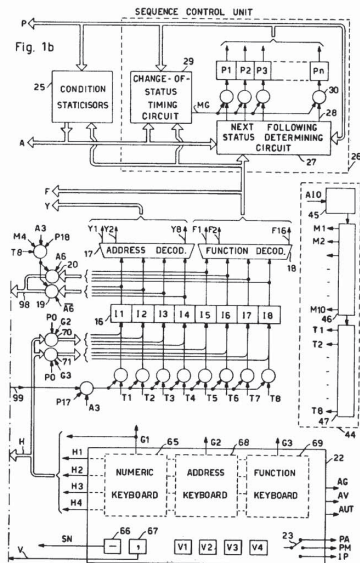 SEQUENCE CONTROL UNIT
P
Fig. 1b
P1 P2 P3 Pn
25
29
CONDITION STATICISORS
CHANGE-OF-STATUS TIMING CIRCUIT
MG
30
28
NEXT STATUS FOLLOWING DETERMINING CIRCUIT
27
26
A
F
Y
Y1 Y2 Y8 F1 F2 F16
17 ADDRESS DECOD. FUNCTION DECOD. 18
A10
45
M1
M2
M10
46
T1
T2
T8
47
44
A3
M4 P18
T8
A6
20
19
98 A6
16 I1 I2 I3 I4 I5 I6 I7 I8
P0 G2
70
71
P0 G3
99
P17
A3
T1 T2 T3 T4 T5 T6 T7 T8
H
G1 65 G2 68 G3 69
22
H1
H2
H3
H4
NUMERIC KEYBOARD
ADDRESS KEYBOARD
FUNCTION KEYBOARD
AG
AV
AUT
66 67
SN
– ,
V1 V2 V3 V4
23
PA
PM
IP
V